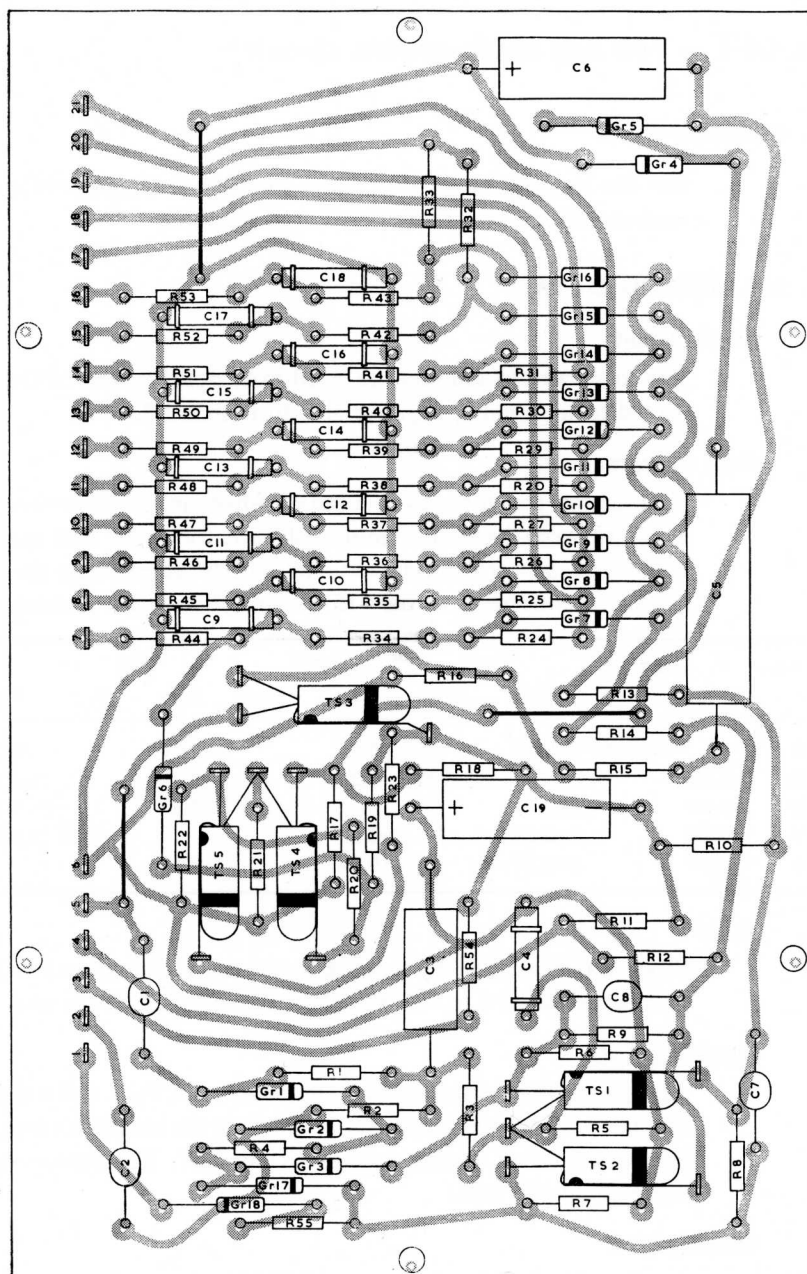 + C6 −
21
Gr5
20
Gr4
19
R33
R32
18
17
C18
Gr16
16
R53
R43
C17
Gr15
15
R52
R42
C16
Gr14
14
R51
R41
R31
C15
Gr13
13
R50
R40
R30
C14
Gr12
12
R49
R39
R29
C13
Gr11
11
R48
R38
R20
C12
Gr10
10
R47
R37
R27
C11
Gr9
9
R46
R36
R26
C10
Gr8
8
R45
R35
R25
C5
C9
Gr7
7
R44
R34
R24
R16
R13
TS3
R14
R23
R18
R15
Gr6
+ C19 −
R22
TS5
R21
TS4
R17
R19
R20
R10
6
5
R11
4
C3
R54
C4
R12
3
C1
C8
2
R9
1
R6
R1
Gr1
TS1
C7
R2
R3
Gr2
R5
R4
C2
Gr3
TS2
R8
Gr17
Gr18
R7
R55